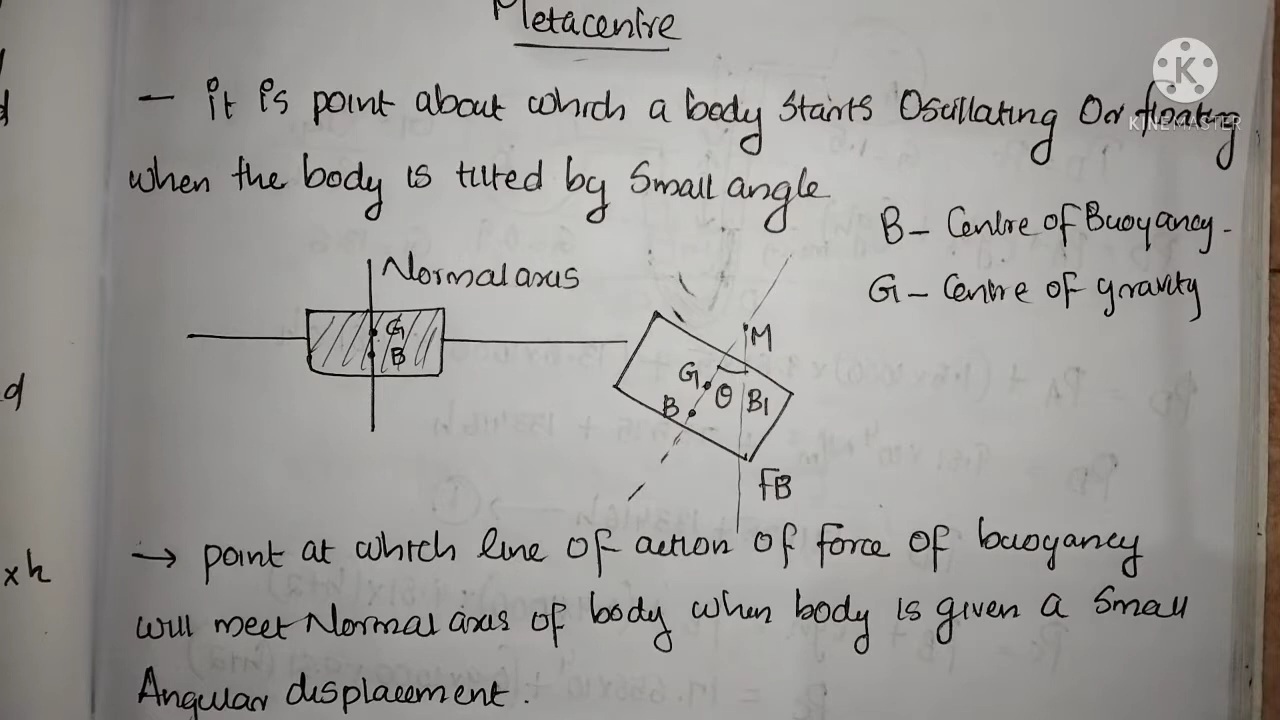 Metacentre
K
KINEMASTER
— it is point about which a body starts Oscillating Or floating
when the body is tilted by Small angle
B – Centre of Buoyancy -
G – Centre of gravity
Normal axis
G
B
M
G
θ
B1
B
FB
d
xh
→ point at which line of action of force of buoyancy
will meet Normal axis of body when body is given a small
Angular displacement .